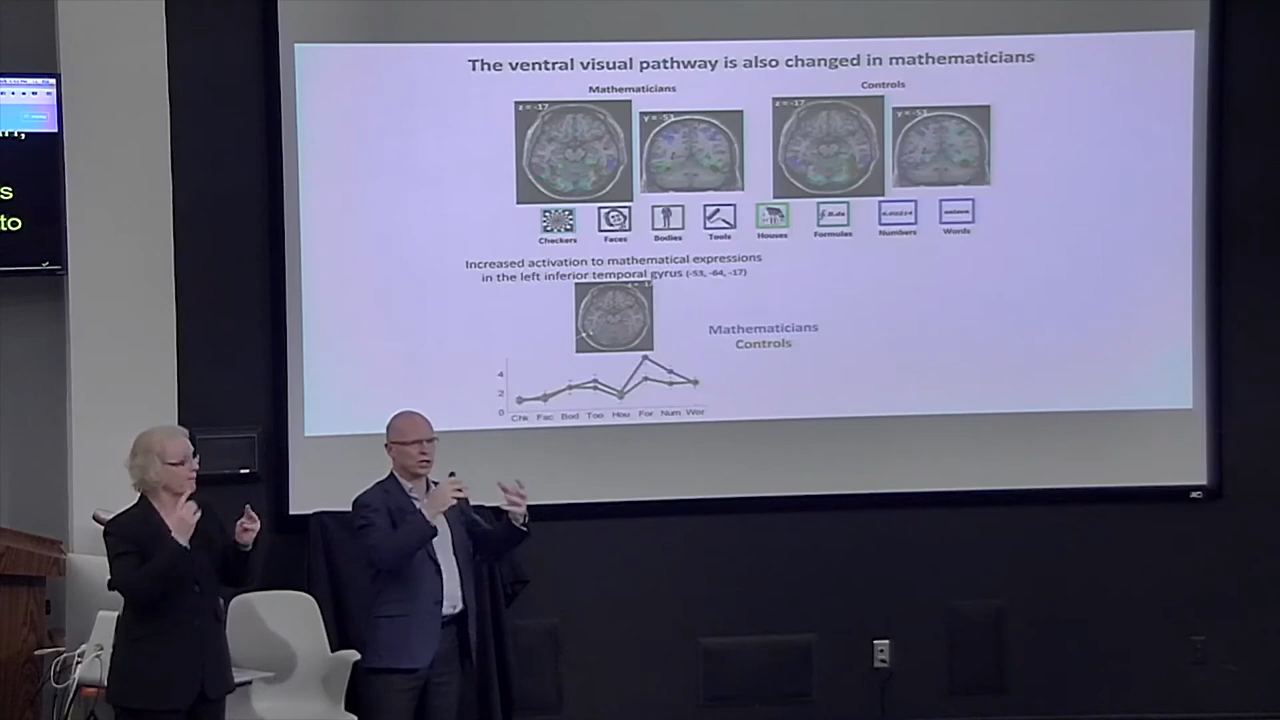 The ventral visual pathway is also changed in mathematicians
Mathematicians
Controls
z = -17
y = -53
z = -17
y = -53
Checkers
Faces
Bodies
Tools
Houses
Formulas
Numbers
Words
Increased activation to mathematical expressions
in the left inferior temporal gyrus (-53, -64, -17)
Mathematicians
Controls
4
2
0
Chk Fac Bod Too Hou For Num Wor
s
to